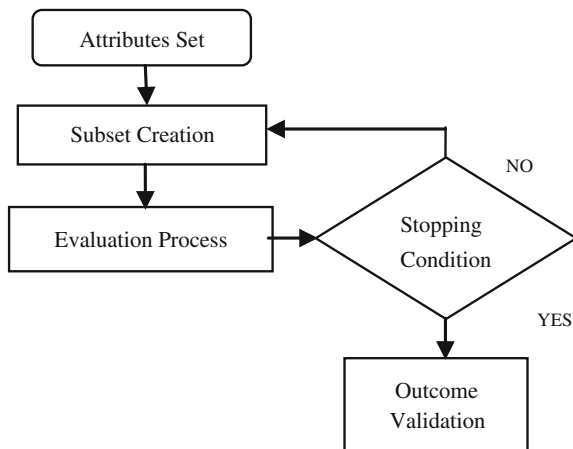 Attributes Set
Subset Creation
NO
Evaluation Process
Stopping
Condition
YES
Outcome
Validation